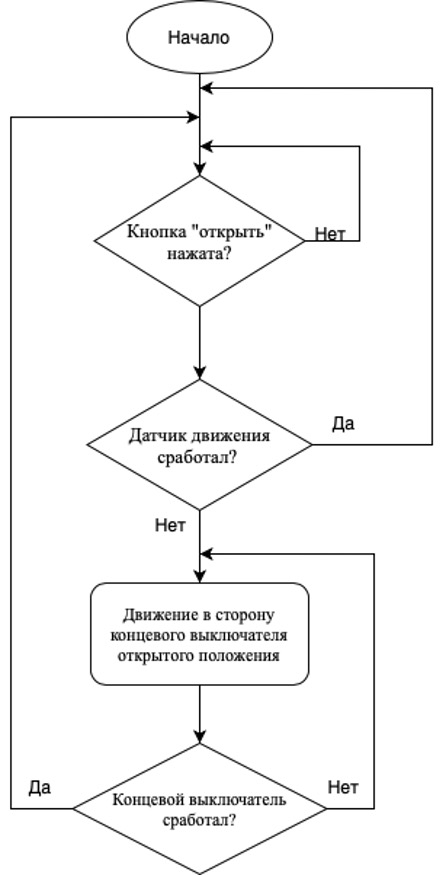 Начало
Кнопка "открыть"
нажата?
Нет
Датчик движения
сработал?
Да
Нет
Движение в сторону
концевого выключателя
открытого положения
Да
Концевой выключатель
сработал?
Нет